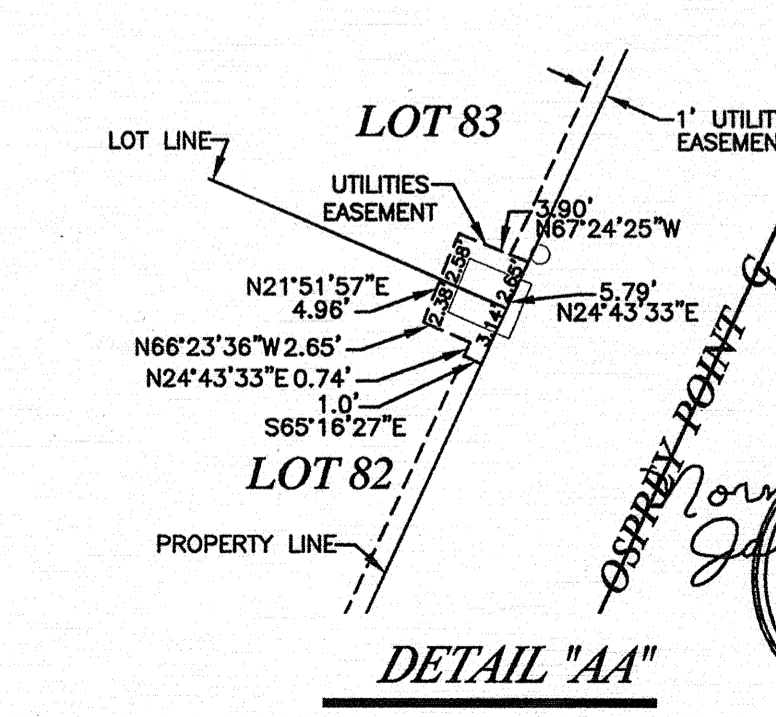 LOT 83
1' UTILIT
EASEMEN
LOT LINE
UTILITIES
EASEMENT
3.90'
N67°24'25"W
2.58'
2.65'
N21°51'57"E
4.96'
2.38'
3.14'
5.79'
N24°43'33"E
N66°23'36"W 2.65'
N24°43'33"E 0.74'
1.0'
S65°16'27"E
LOT 82
PROPERTY LINE
OSPREY POINT
DETAIL "AA"